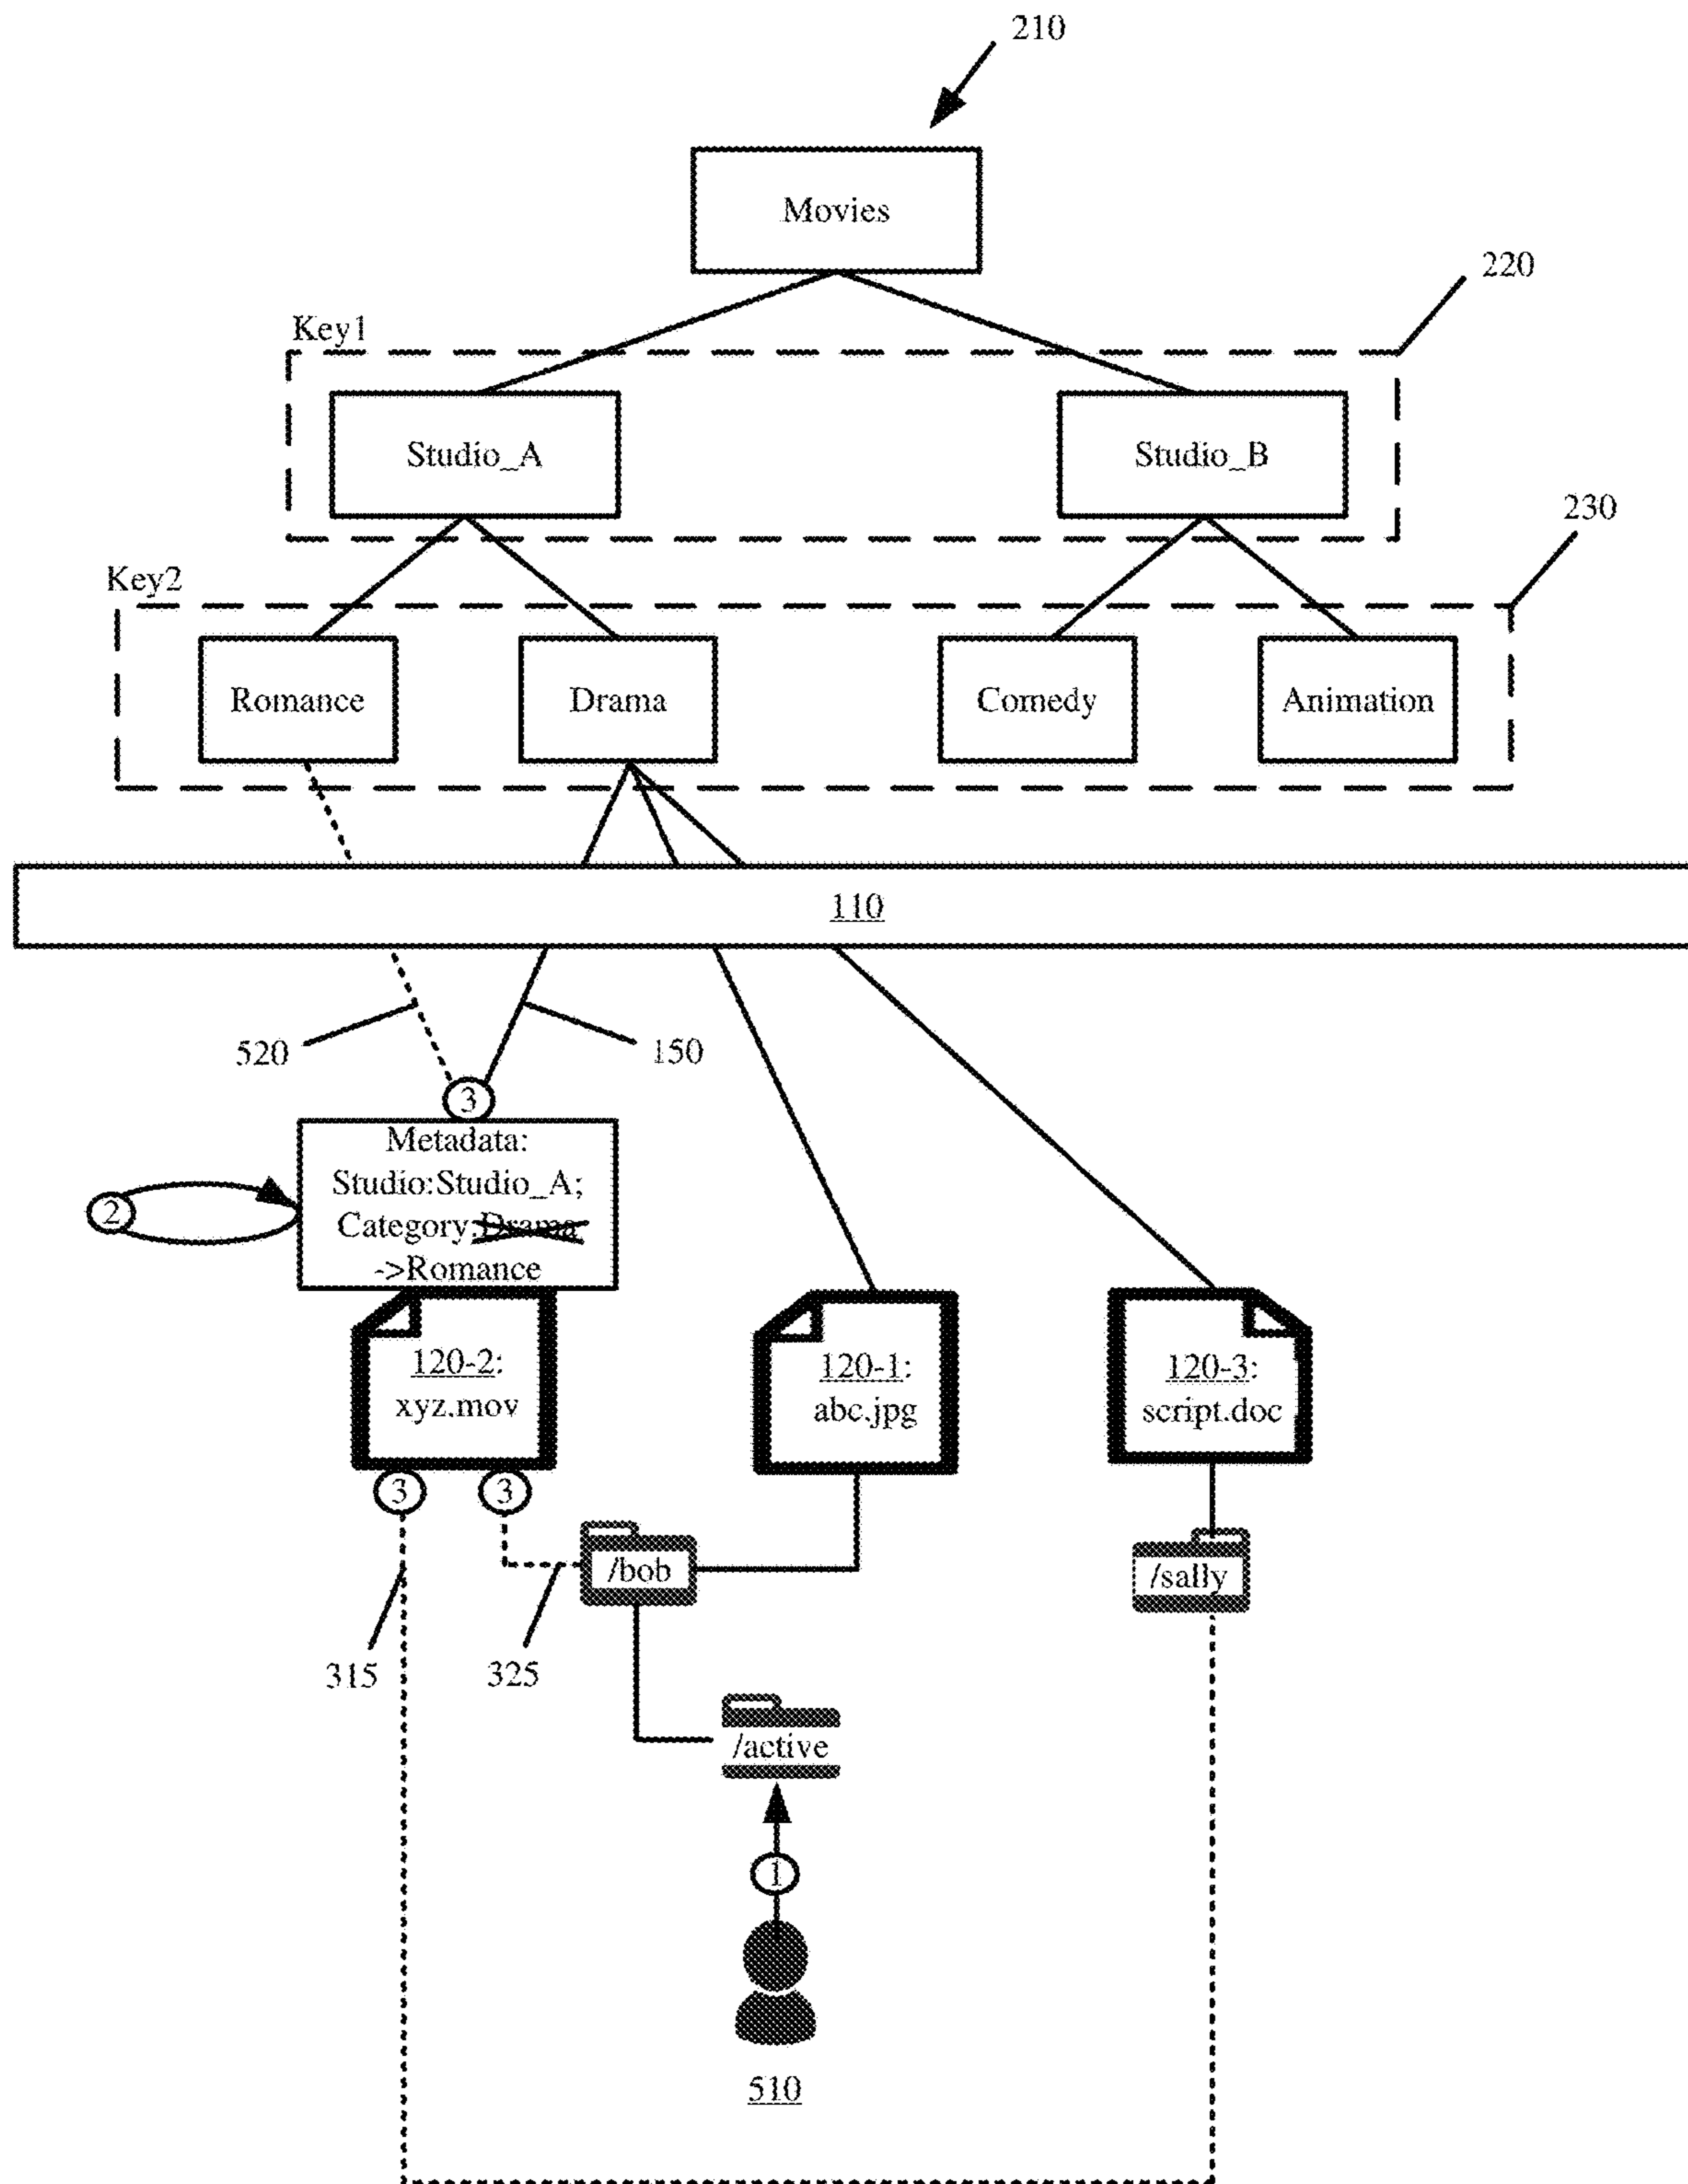 210
Movies
220
Key1
Studio_A
Studio_B
230
Key2
Romance
Drama
Comedy
Animation
110
520
150
3
Metadata:
Studio:Studio_A;
Category:Drama
->Romance
2
120-2:
xyz.mov
120-1:
abc.jpg
120-3:
script.doc
3
3
/bob
/sally
315
325
/active
1
510